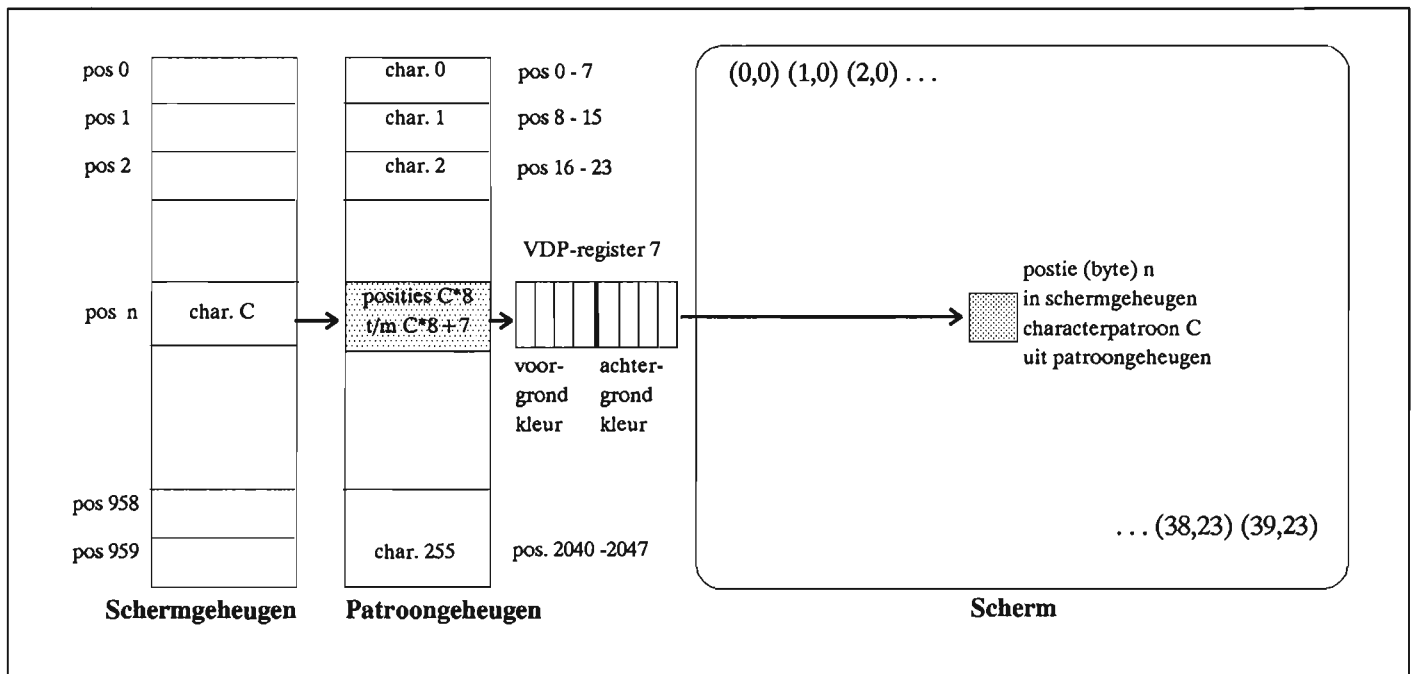 pos 0
pos 1
pos 2
pos n
pos 958
pos 959
char. C
Schermgeheugen
char. 0
char. 1
char. 2
posities C*8
t/m C*8+7
char. 255
Patroongeheugen
pos 0 - 7
pos 8 - 15
pos 16 - 23
pos. 2040 -2047
VDP-register 7
voor-
grond
kleur
achter-
grond
kleur
(0,0) (1,0) (2,0) ...
postie (byte) n
in schermgeheugen
characterpatroon C
uit patroongeheugen
... (38,23) (39,23)
Scherm